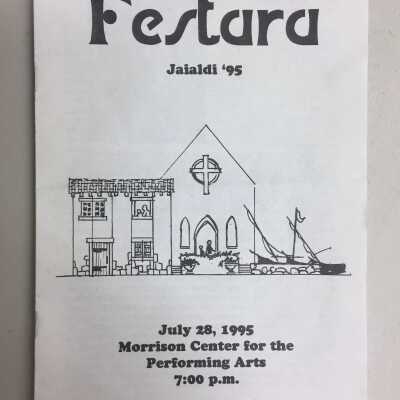 Festara
Jaialdi '95
July 28, 1995
Morrison Center for the
Performing Arts
7:00 p.m.